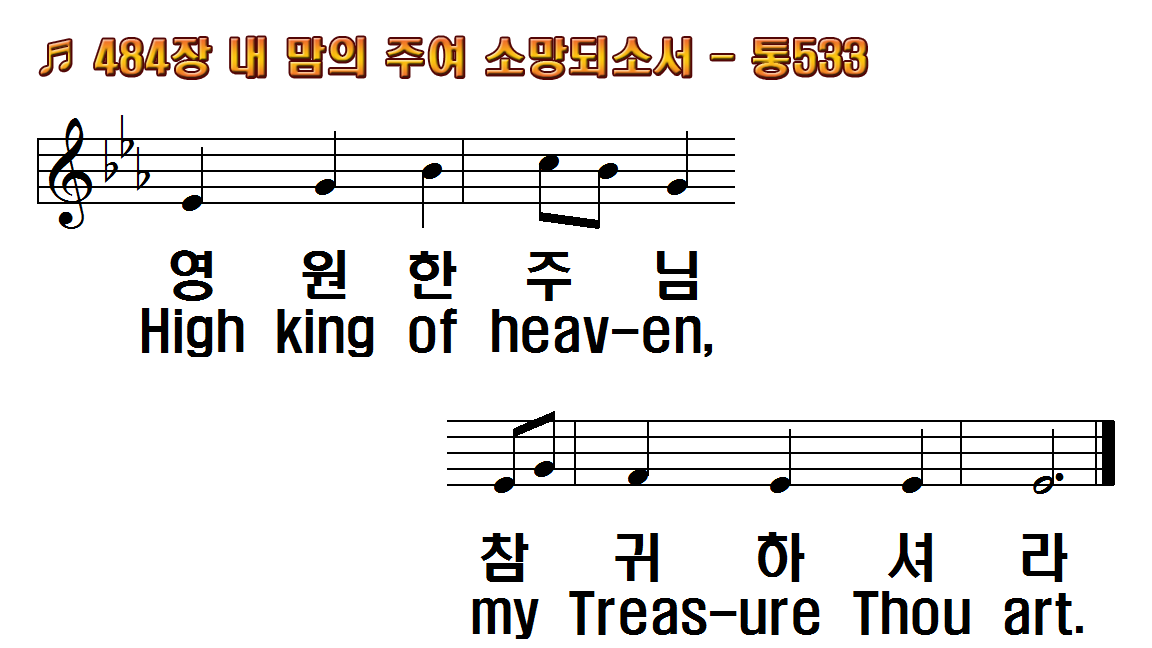 ♬ 484장 내 맘의 주여 소망되소서 - 통533
영 원 한 주 님
High king of heav-en,
참 귀 하 셔 라
my Treas-ure Thou art.